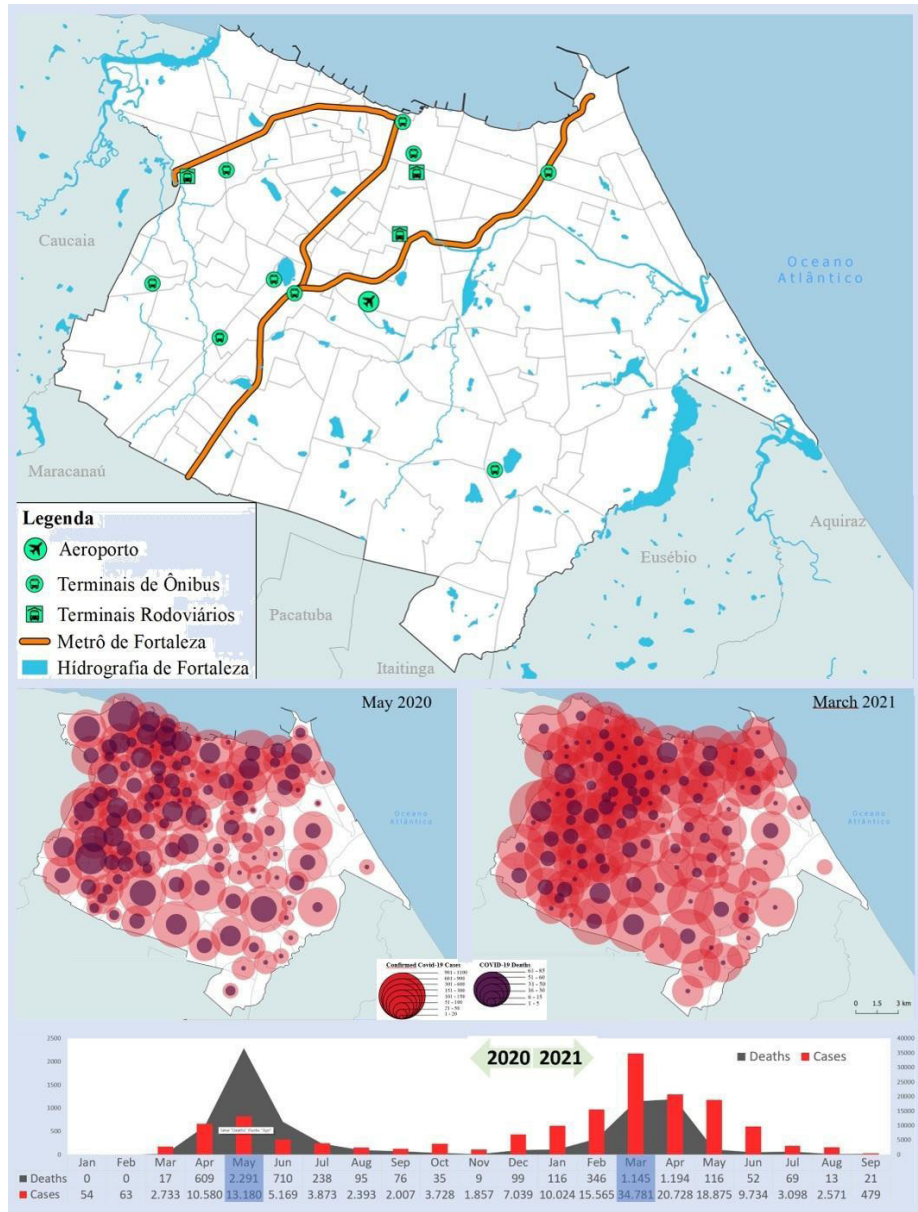 Oceano
Atlântico
Caucaia
Maracanaú
Aquiraz
Eusébio
Pacatuba
Itaitinga
Legenda
Aeroporto
Terminais de Ônibus
Terminais Rodoviários
Metrô de Fortaleza
Hídrografia de Fortaleza
May 2020
March 2021
Oceano
Atlântico
Oceano
Atlântico
Confirmed Covid-19 Cases
COVID-19 Deaths
0 1.5 3 km
2500
2000
1500
1000
500
0
2020 2021
Deaths Cases
40000
35000
30000
25000
20000
15000
10000
5000
0
Jan Feb Mar Apr May Jun Jul Aug Sep Oct Nov Dec Jan Feb Mar Apr May Jun Jul Aug Sep
Deaths 0 0 17 609 2.291 710 238 95 76 35 9 99 116 346 1.145 1.194 116 52 69 13 21
Cases 54 63 2.733 10.580 13.180 5.169 3.873 2.393 2.007 3.728 1.857 7.039 10.024 15.565 34.781 20.728 18.875 9.734 3.098 2.571 479